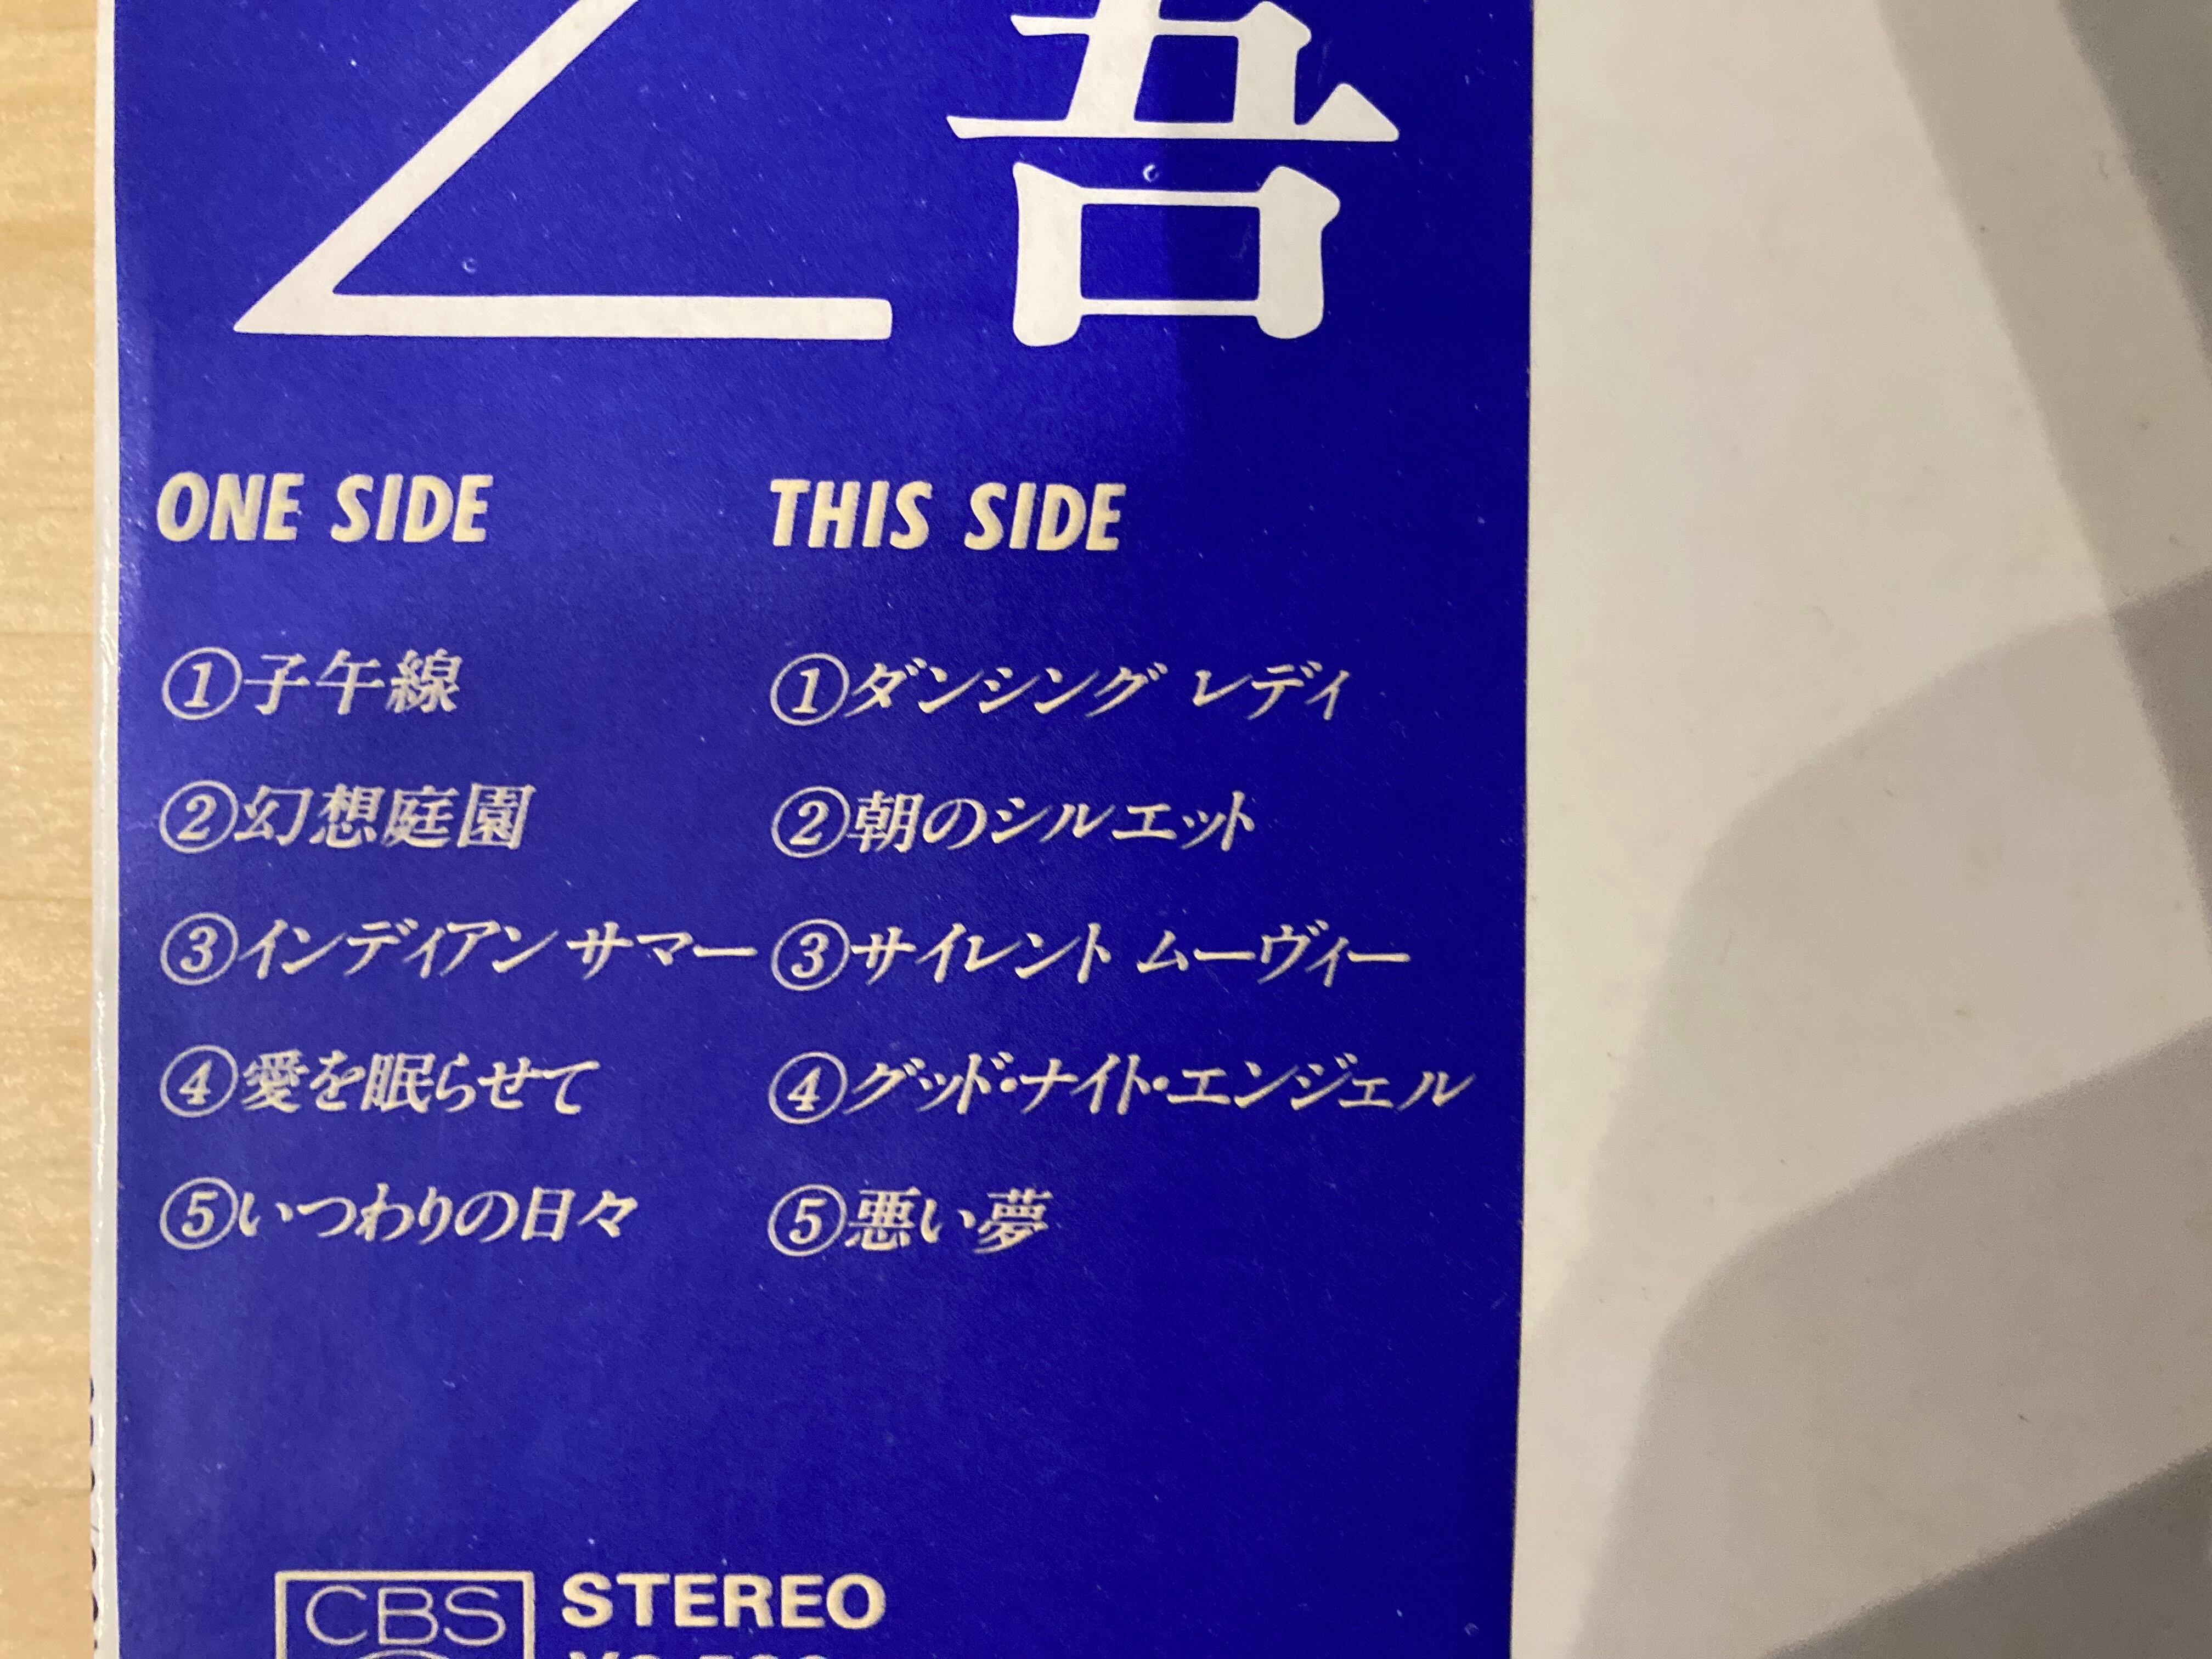 吾
ONE SIDE
①子午線
②幻想庭園
③インディアン サマー
④愛を眠らせて
⑤いつわりの日々
THIS SIDE
①ダンシング レディ
②朝のシルエット
③サイレント ムーヴィー
④グッド・ナイト・エンジェル
⑤悪い夢
CBS
STEREO